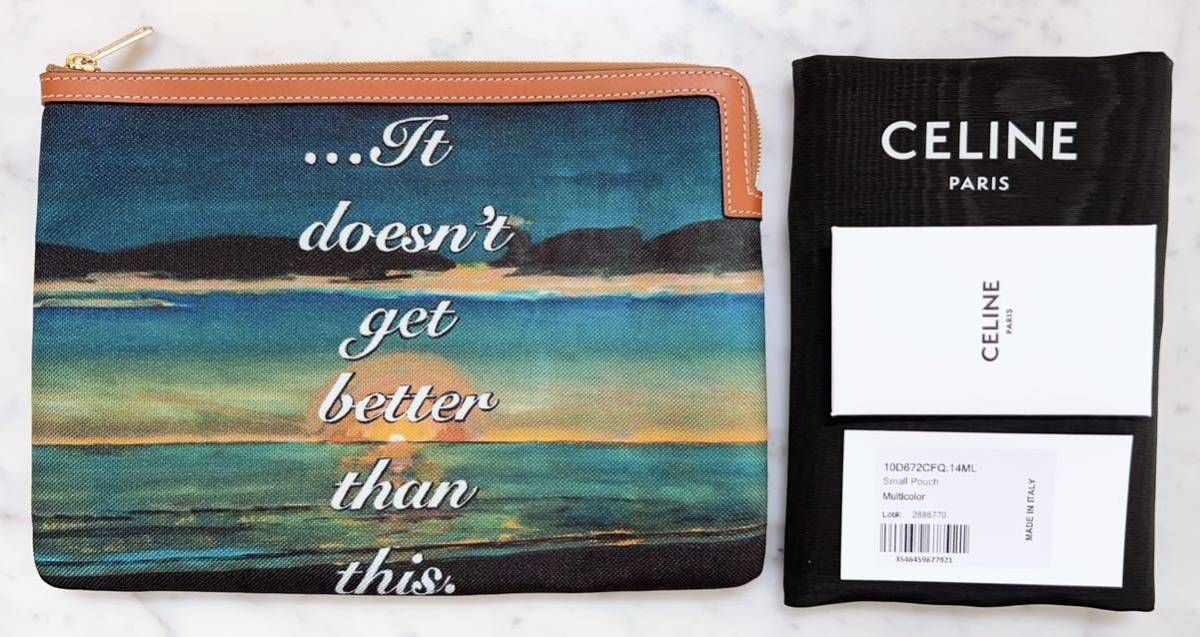 ...It
doesn't
get
better
than
this.
CELINE
PARIS
CELINE
PARIS
10D672CFQ.14ML
Small Pouch
Multicolor
Lot#: 2886770
3548459677921
MADE IN ITALY